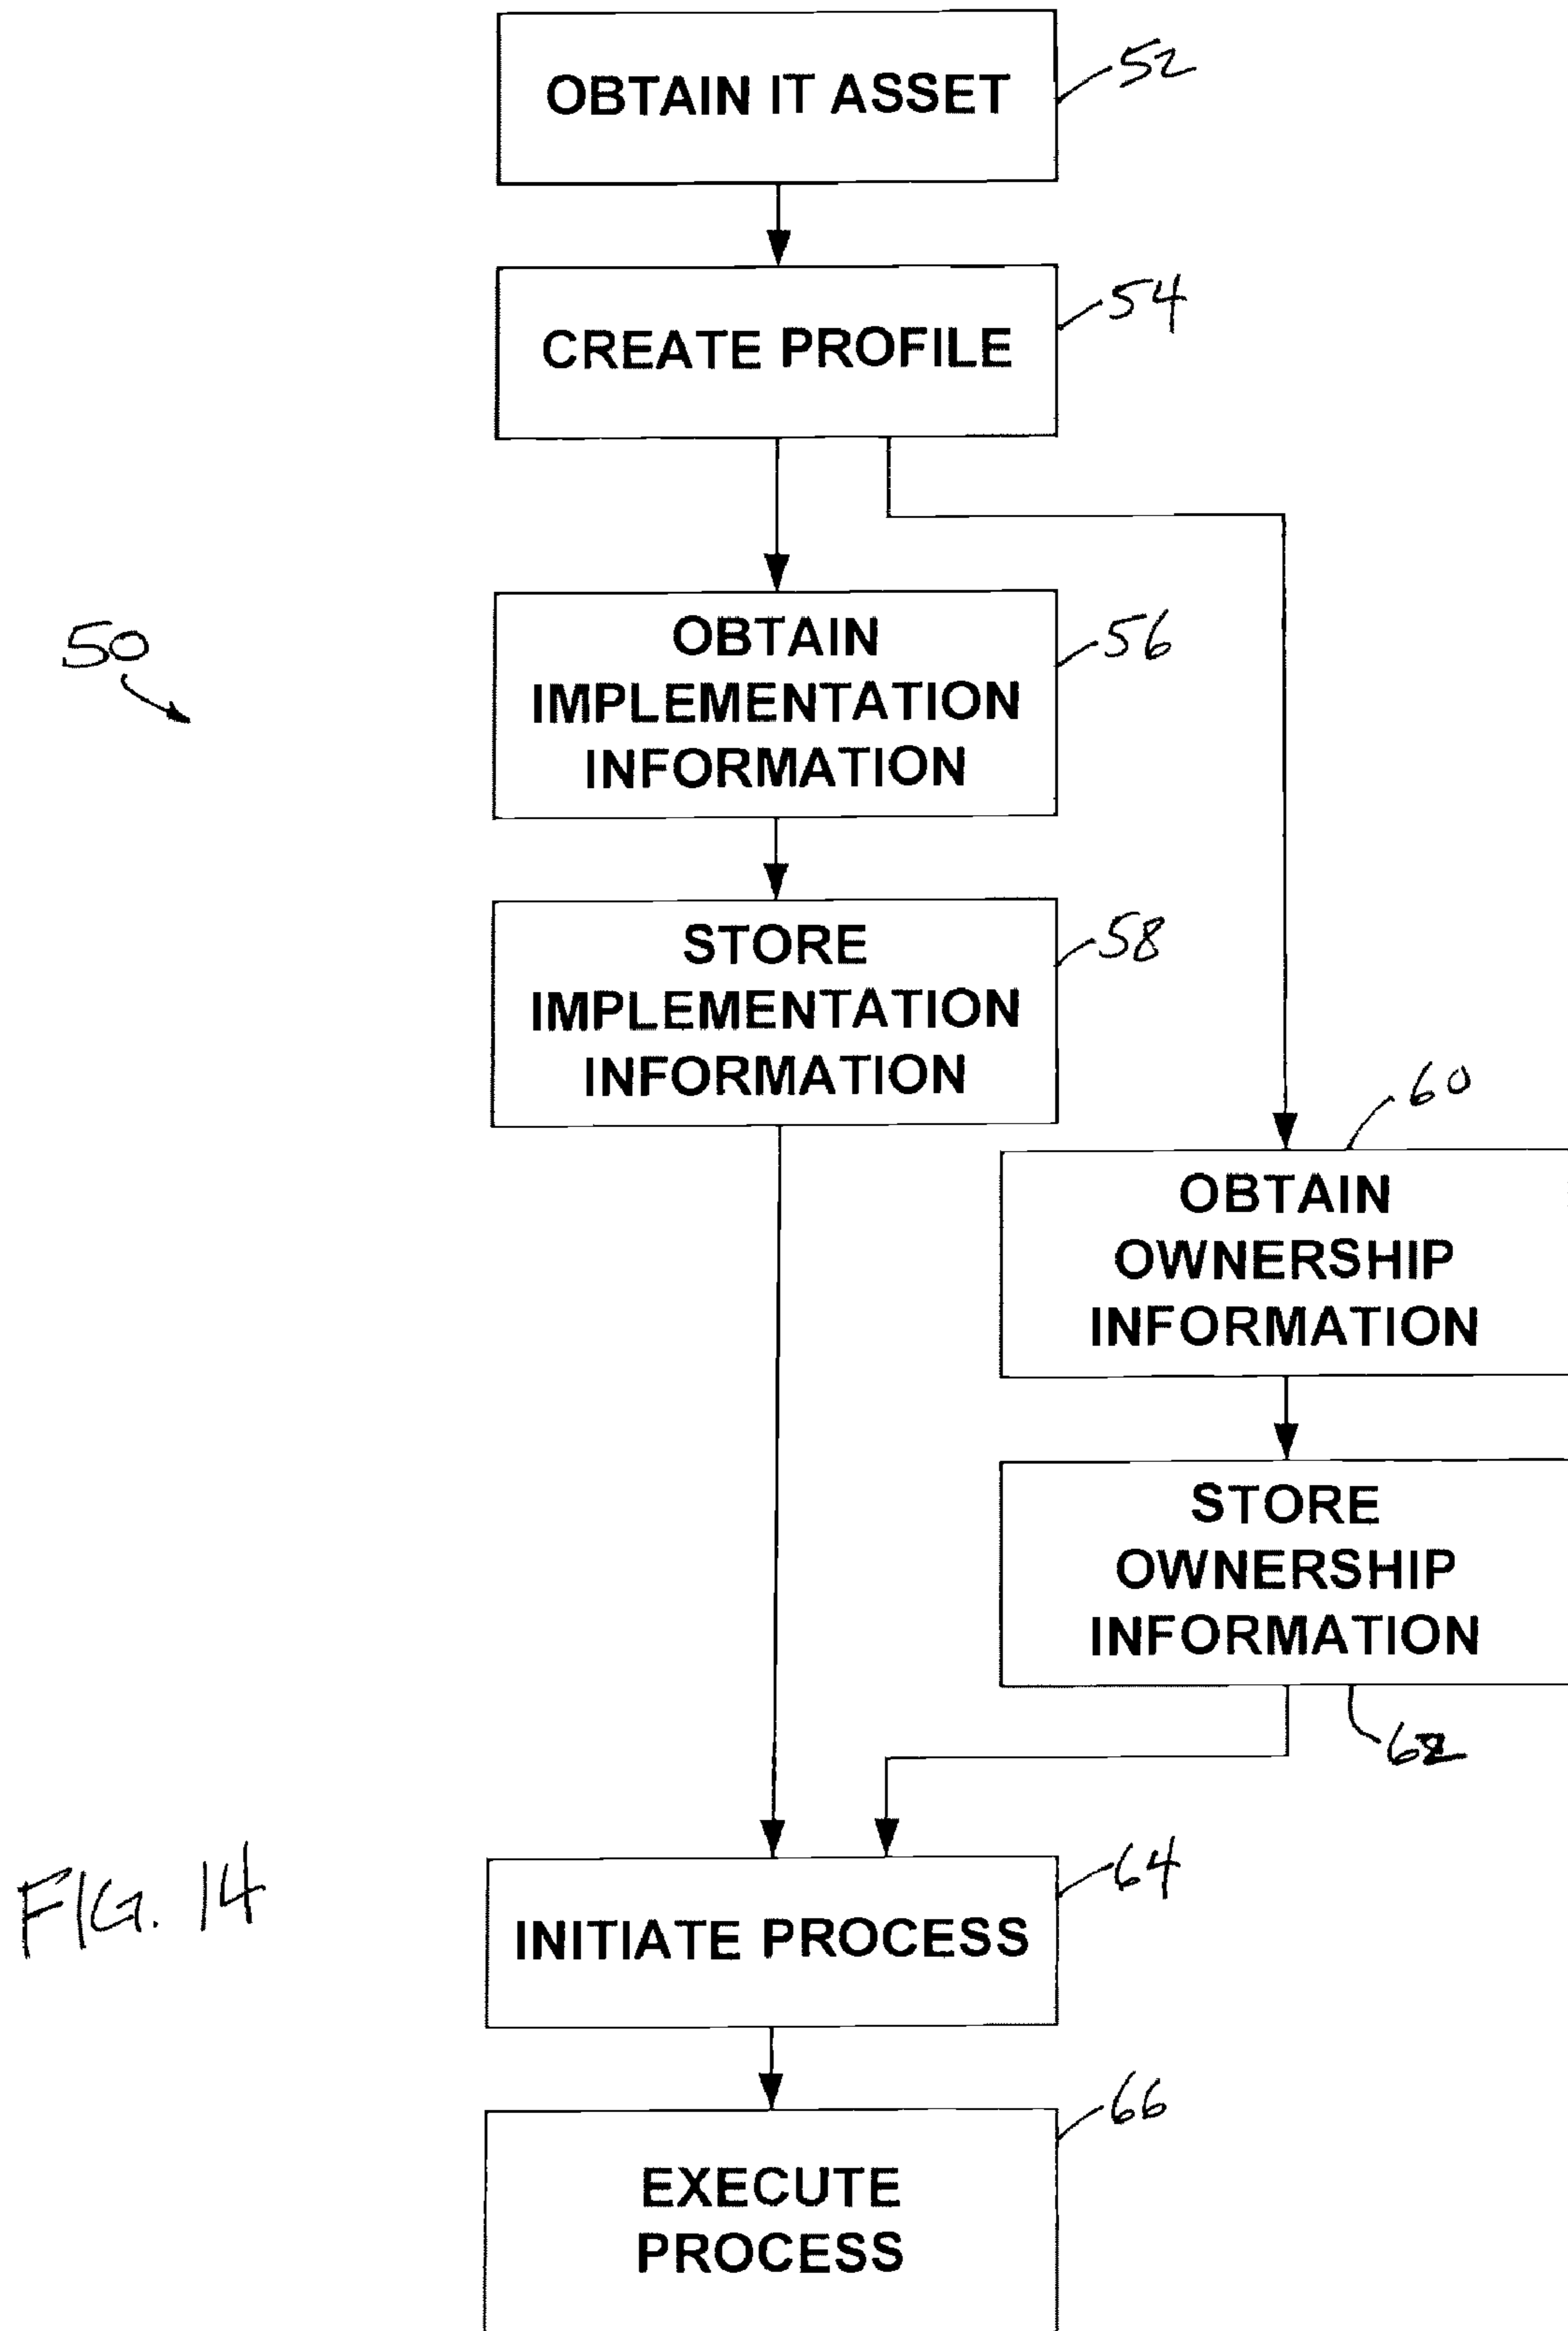 OBTAIN IT ASSET
52
CREATE PROFILE
54
50
OBTAIN
IMPLEMENTATION
INFORMATION
56
STORE
IMPLEMENTATION
INFORMATION
58
60
OBTAIN
OWNERSHIP
INFORMATION
STORE
OWNERSHIP
INFORMATION
62
FIG. 14
INITIATE PROCESS
64
EXECUTE
PROCESS
66